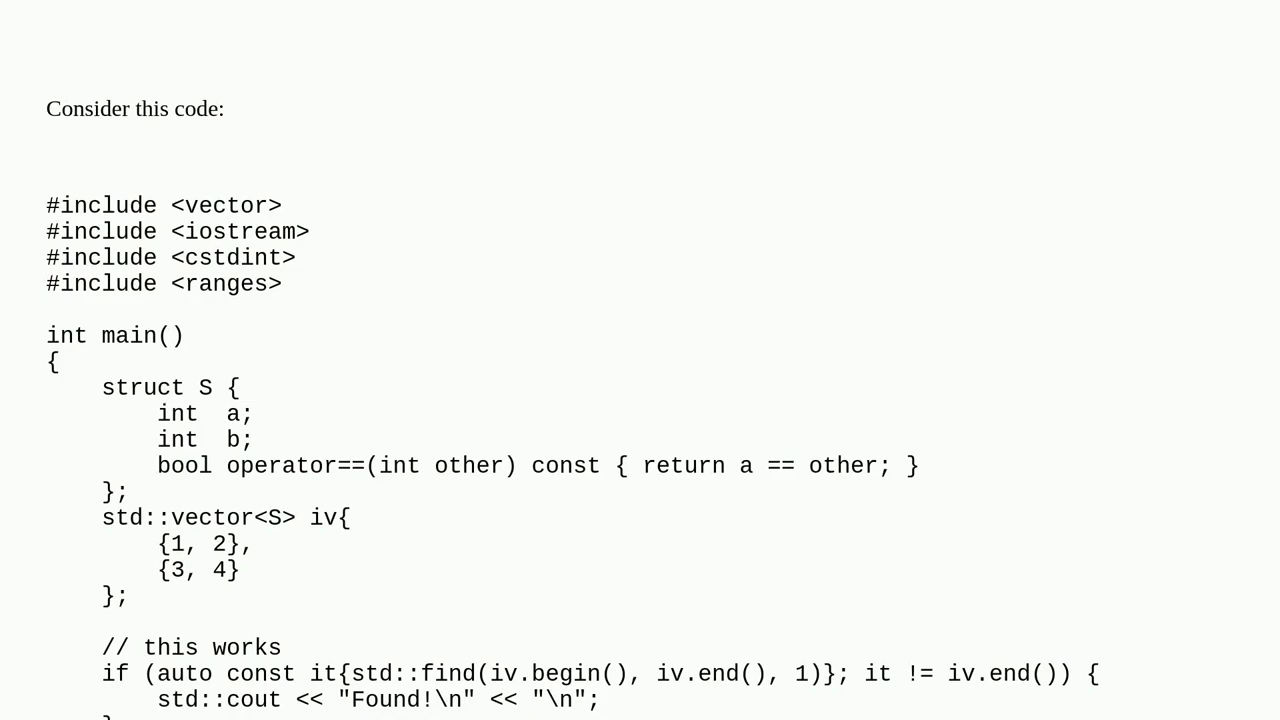 Consider this code:
#include <vector>
#include <iostream>
#include <cstdint>
#include <ranges>
int main()
{
    struct S {
        int  a;
        int  b;
        bool operator==(int other) const { return a == other; }
    };
    std::vector<S> iv{
        {1, 2},
        {3, 4}
    };
    // this works
    if (auto const it{std::find(iv.begin(), iv.end(), 1)}; it != iv.end()) {
        std::cout << "Found!\n" << "\n";
    }